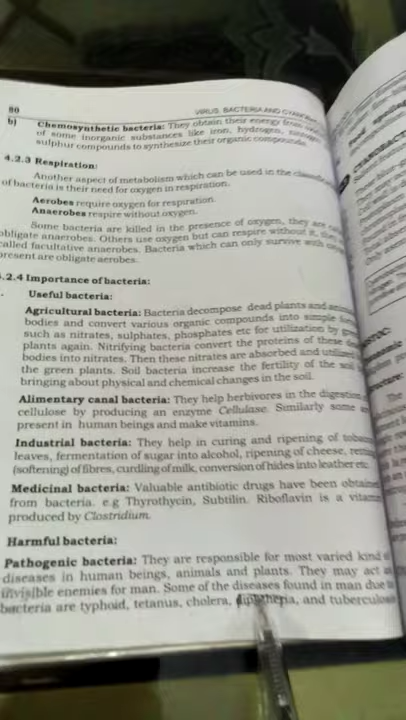 80 VIRUS, BACTERIA AND
b) Chemosynthetic bacteria: They obtain their energy from
of some inorganic substances like iron, hydrogen,
sulphur compounds to synthesize their organic compounds.
4.2.3 Respiration:
Another aspect of metabolism which can be used in the
of bacteria is their need for oxygen in respiration.
Aerobes require oxygen for respiration.
Anaerobes respire without oxygen.
Some bacteria are killed in the presence of oxygen, they are
obligate anaerobes. Others use oxygen but can respire without it,
called facultative anaerobes. Bacteria which can only survive with
present are obligate aerobes.
.2.4 Importance of bacteria:
Useful bacteria:
Agricultural bacteria: Bacteria decompose dead plants and
bodies and convert various organic compounds into simple
such as nitrates, sulphates, phosphates etc for utilization by
plants again. Nitrifying bacteria convert the proteins of these
bodies into nitrates. Then these nitrates are absorbed and utilized
the green plants. Soil bacteria increase the fertility of the soil
bringing about physical and chemical changes in the soil.
Alimentary canal bacteria: They help herbivores in the digestion
cellulose by producing an enzyme Cellulase. Similarly some
present in human beings and make vitamins.
Industrial bacteria: They help in curing and ripening of
leaves, fermentation of sugar into alcohol, ripening of cheese,
(softening) of fibres, curdling of milk, conversion of hides into leather etc.
Medicinal bacteria: Valuable antibiotic drugs have been obtained
from bacteria. e.g Thyrothycin, Subtilin. Riboflavin is a vitamin
produced by Clostridium.
Harmful bacteria:
Pathogenic bacteria: They are responsible for most varied kind
diseases in human beings, animals and plants. They may act
invisible enemies for man. Some of the diseases found in man due
bacteria are typhoid, tetanus, cholera, and tuberculosis